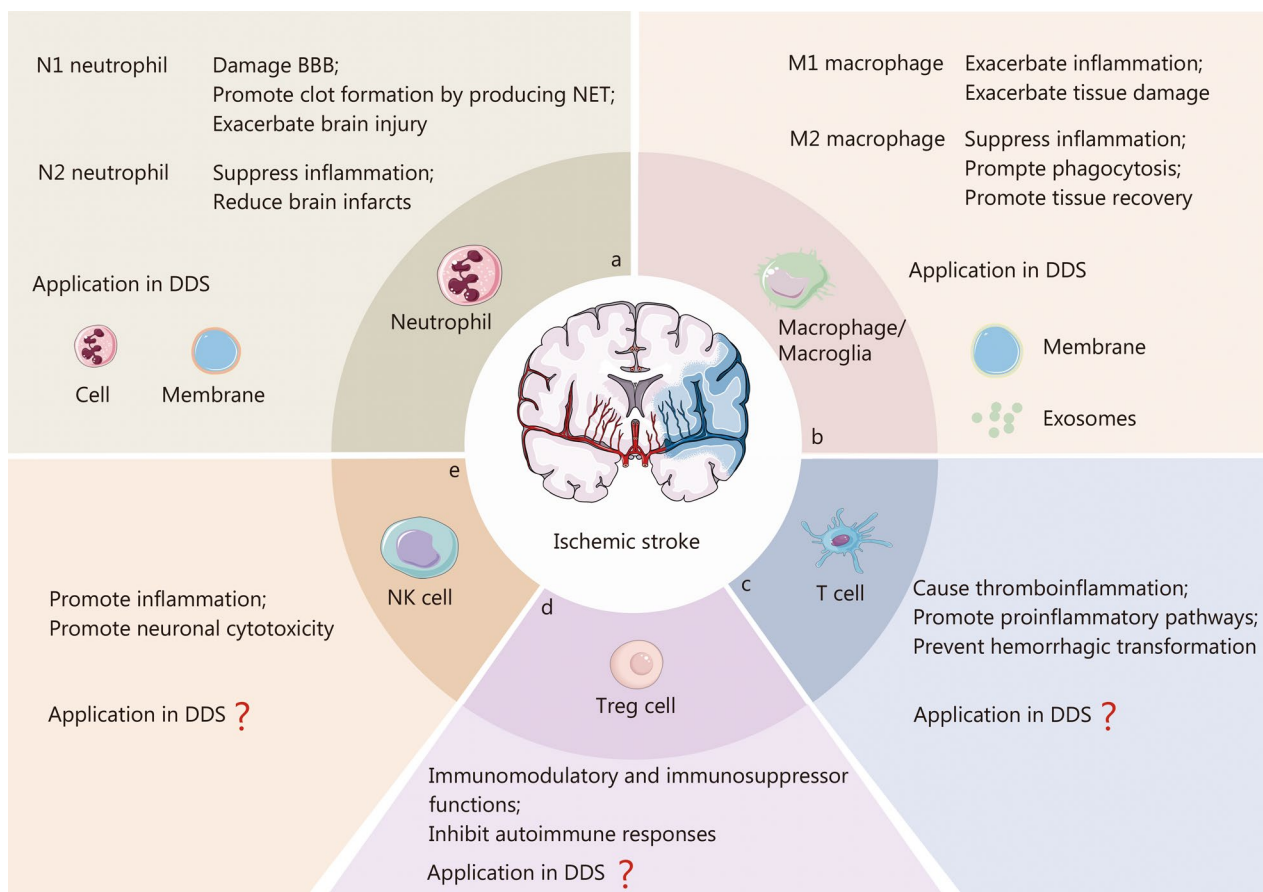 N1 neutrophil
Damage BBB;
Promote clot formation by producing NET;
Exacerbate brain injury
N2 neutrophil
Suppress inflammation;
Reduce brain infarcts
Application in DDS
Cell
Membrane
Neutrophil
a
M1 macrophage
Exacerbate inflammation;
Exacerbate tissue damage
M2 macrophage
Suppress inflammation;
Prompte phagocytosis;
Promote tissue recovery
Application in DDS
Membrane
Exosomes
Macrophage/
Macroglia
b
Ischemic stroke
c
T cell
Cause thromboinflammation;
Promote proinflammatory pathways;
Prevent hemorrhagic transformation
Application in DDS ?
d
Treg cell
Immunomodulatory and immunosuppressor
functions;
Inhibit autoimmune responses
Application in DDS ?
e
NK cell
Promote inflammation;
Promote neuronal cytotoxicity
Application in DDS ?